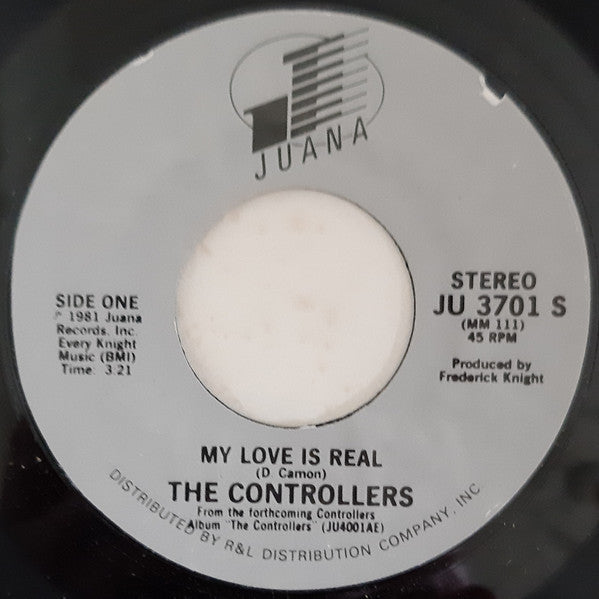 JUANA
SIDE ONE
℗ 1981 Juana
Records, Inc.
Every Knight
Music (BMI)
Time: 3:21
STEREO
JU 3701 S
(MM 111)
45 RPM
Produced by
Frederick Knight
MY LOVE IS REAL
(D. Camon)
THE CONTROLLERS
From the forthcoming Controllers
Album "The Controllers" (JU4001AE)
DISTRIBUTED BY R&L DISTRIBUTION COMPANY, INC.